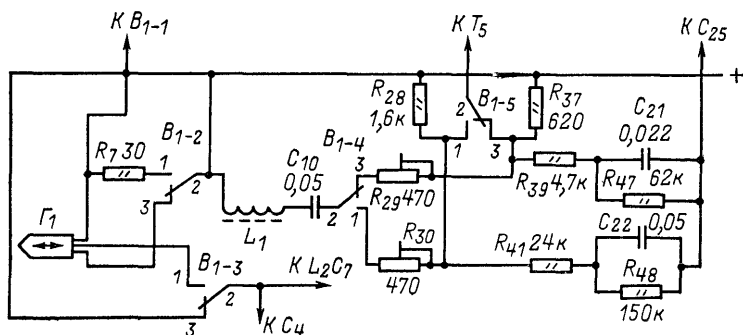 К В1-1
К Т5
К С25
+
R28
1,6к
2
В1-5
1
3
R37
620
С21
0,022
В1-2
R7 30
1
2
3
В1-4
С10
0,05
3
2
1
R29 470
R39 4,7к
R47
62к
Г1
L1
R30
470
С22
0,05
R41 24к
R48
150к
В1-3
1
2
3
К L2С7
К С4